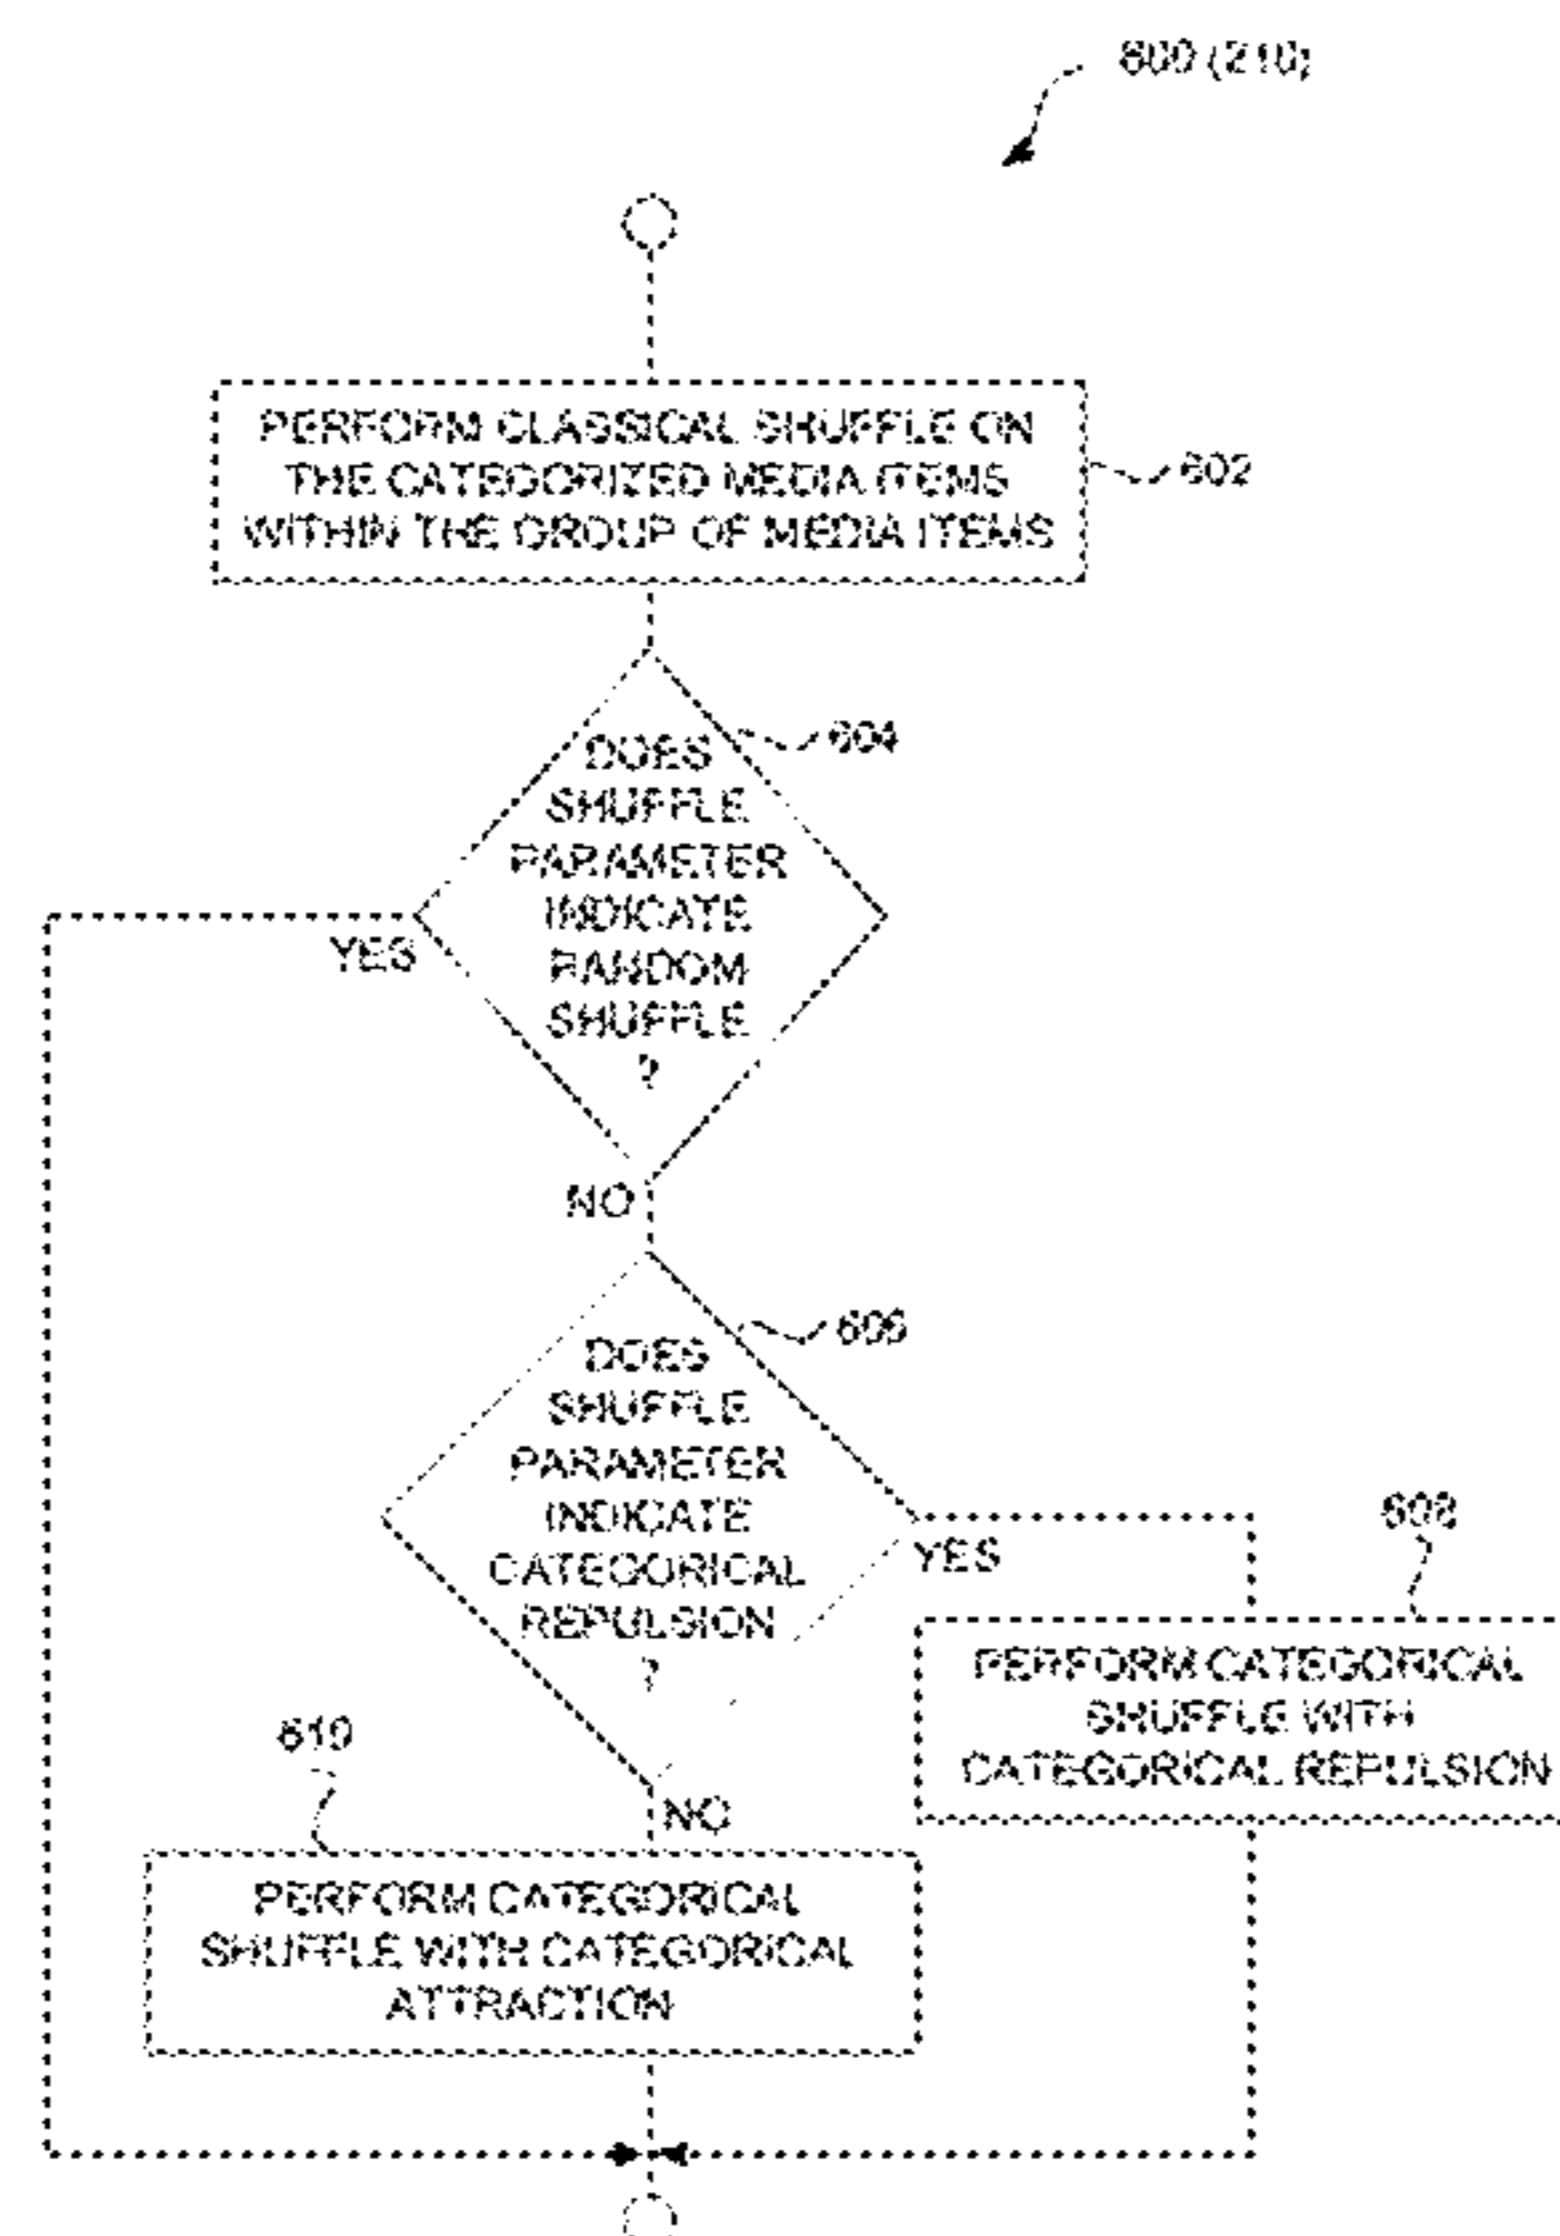 600 (210)
PERFORM CLASSICAL SHUFFLE ON
THE CATEGORIZED MEDIA ITEMS
WITHIN THE GROUP OF MEDIA ITEMS
602
DOES
SHUFFLE
PARAMETER
INDICATE
RANDOM
SHUFFLE
?
604
YES
NO
DOES
SHUFFLE
PARAMETER
INDICATE
CATEGORICAL
REPULSION
?
606
YES
608
PERFORM CATEGORICAL
SHUFFLE WITH
CATEGORICAL REPULSION
NO
610
PERFORM CATEGORICAL
SHUFFLE WITH CATEGORICAL
ATTRACTION